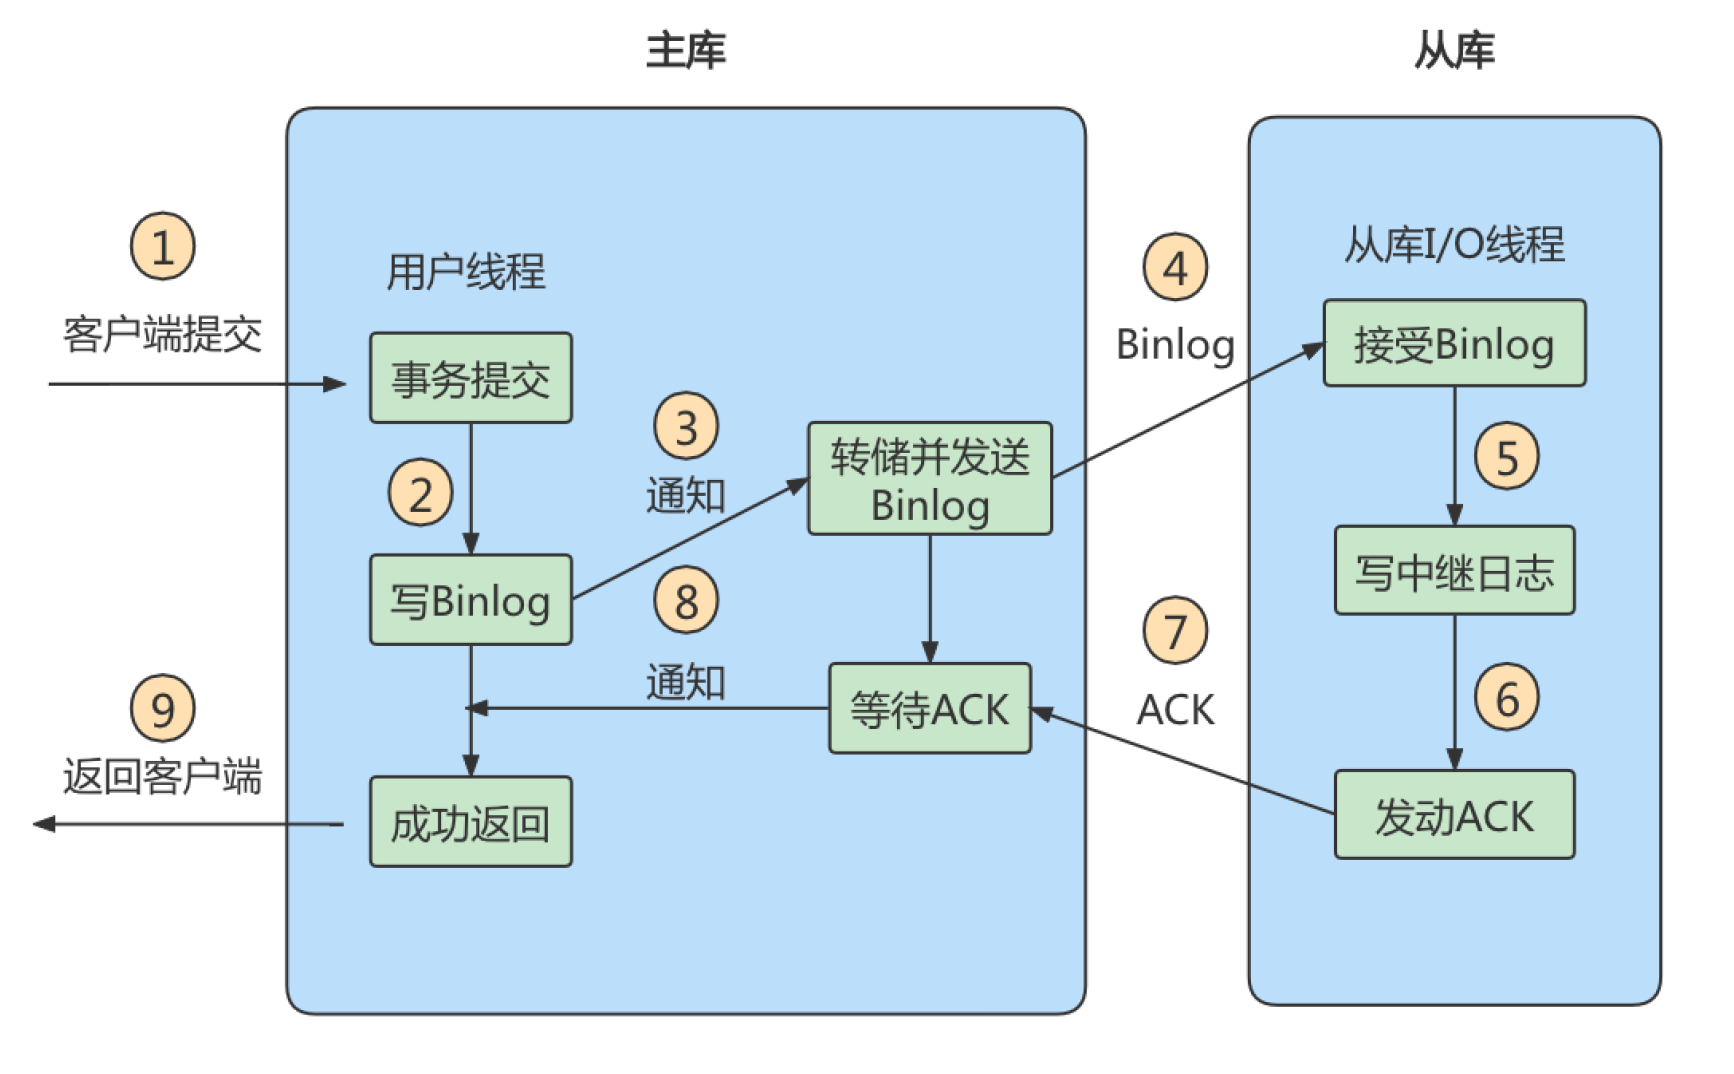 主库
从库
1
客户端提交
用户线程
事务提交
2
写Binlog
3
通知
转储并发送
Binlog
4
Binlog
从库I/O线程
接受Binlog
5
写中继日志
6
发动ACK
7
ACK
等待ACK
8
通知
成功返回
9
返回客户端